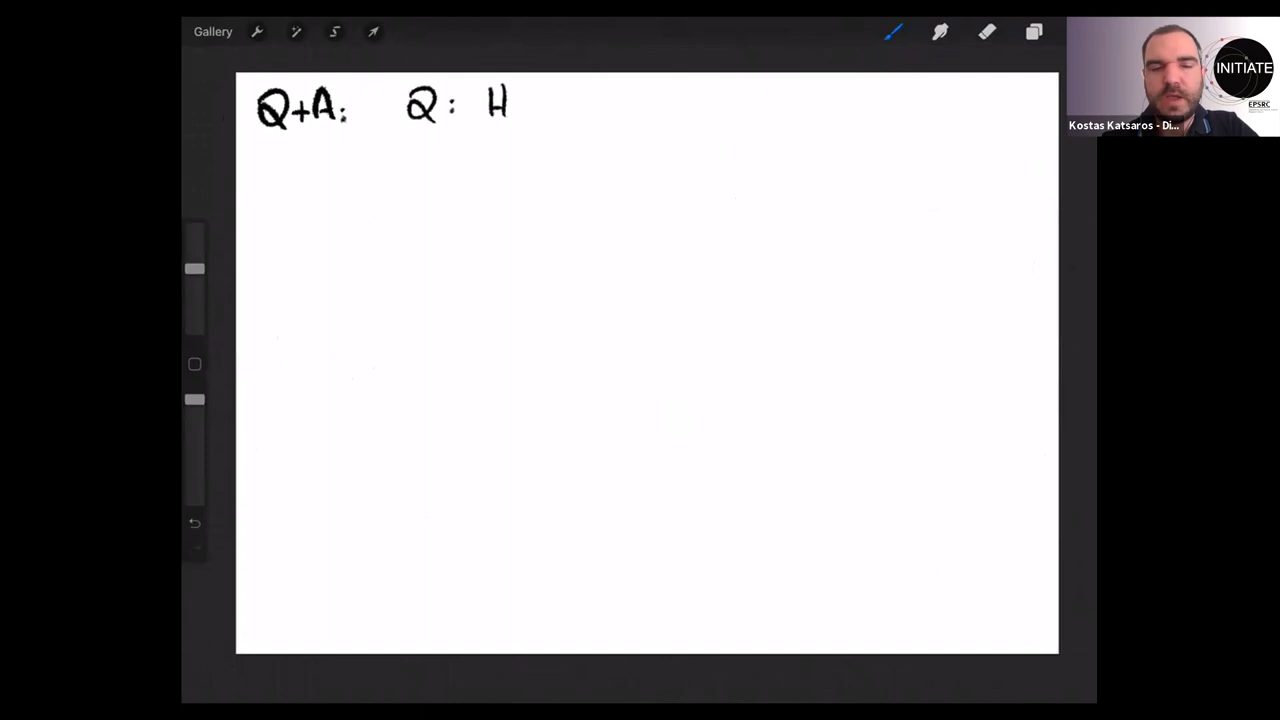 Gallery
Q+A: Q: H
INITIATE
EPSRC
Kostas Katsaros - Di...